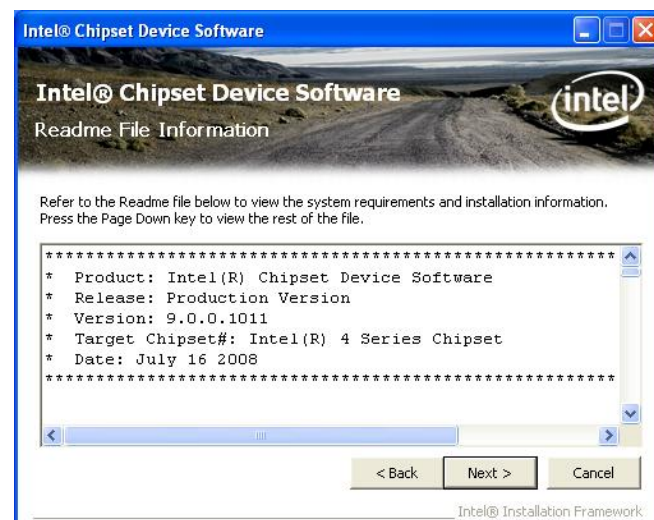 Intel® Chipset Device Software
Intel® Chipset Device Software
intel
Readme File Information
Refer to the Readme file below to view the system requirements and installation information.
Press the Page Down key to view the rest of the file.
********************************************************
* Product: Intel(R) Chipset Device Software
* Release: Production Version
* Version: 9.0.0.1011
* Target Chipset#: Intel(R) 4 Series Chipset
* Date: July 16 2008
********************************************************
< Back Next > Cancel
Intel® Installation Framework